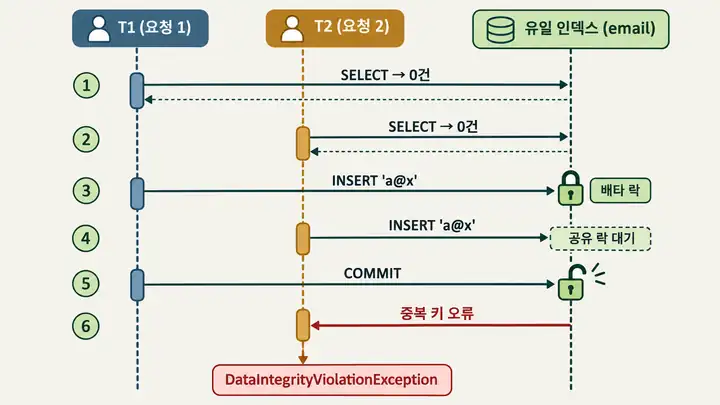 T1 (요청 1)
T2 (요청 2)
유일 인덱스 (email)
1
SELECT → 0건
2
SELECT → 0건
3
INSERT 'a@x'
배타 락
4
INSERT 'a@x'
공유 락 대기
5
COMMIT
6
중복 키 오류
DataIntegrityViolationException